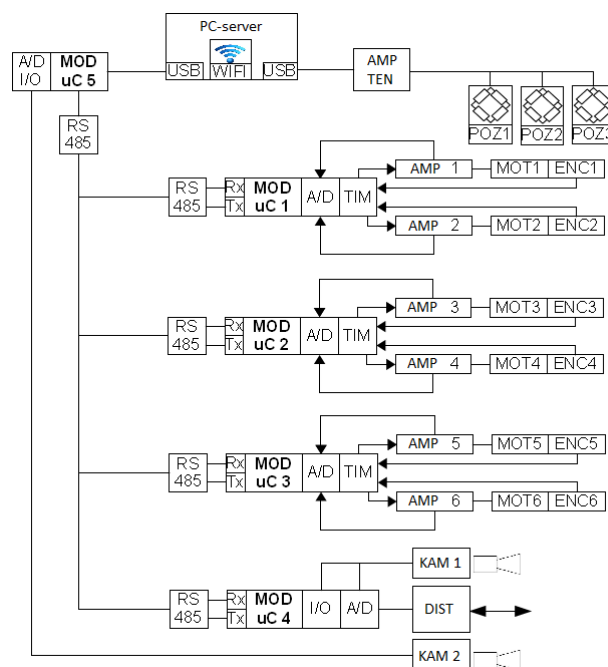 PC-server
A/D MOD
I/O uC 5
USB WIFI USB
AMP
TEN
RS
485
POZ1 POZ2 POZ3
RS
485
Rx
Tx
MOD
uC 1
A/D TIM
AMP 1 MOT1 ENC1
AMP 2 MOT2 ENC2
RS
485
Rx
Tx
MOD
uC 2
A/D TIM
AMP 3 MOT3 ENC3
AMP 4 MOT4 ENC4
RS
485
Rx
Tx
MOD
uC 3
A/D TIM
AMP 5 MOT5 ENC5
AMP 6 MOT6 ENC6
RS
485
Rx
Tx
MOD
uC 4
I/O A/D
KAM 1
DIST
KAM 2